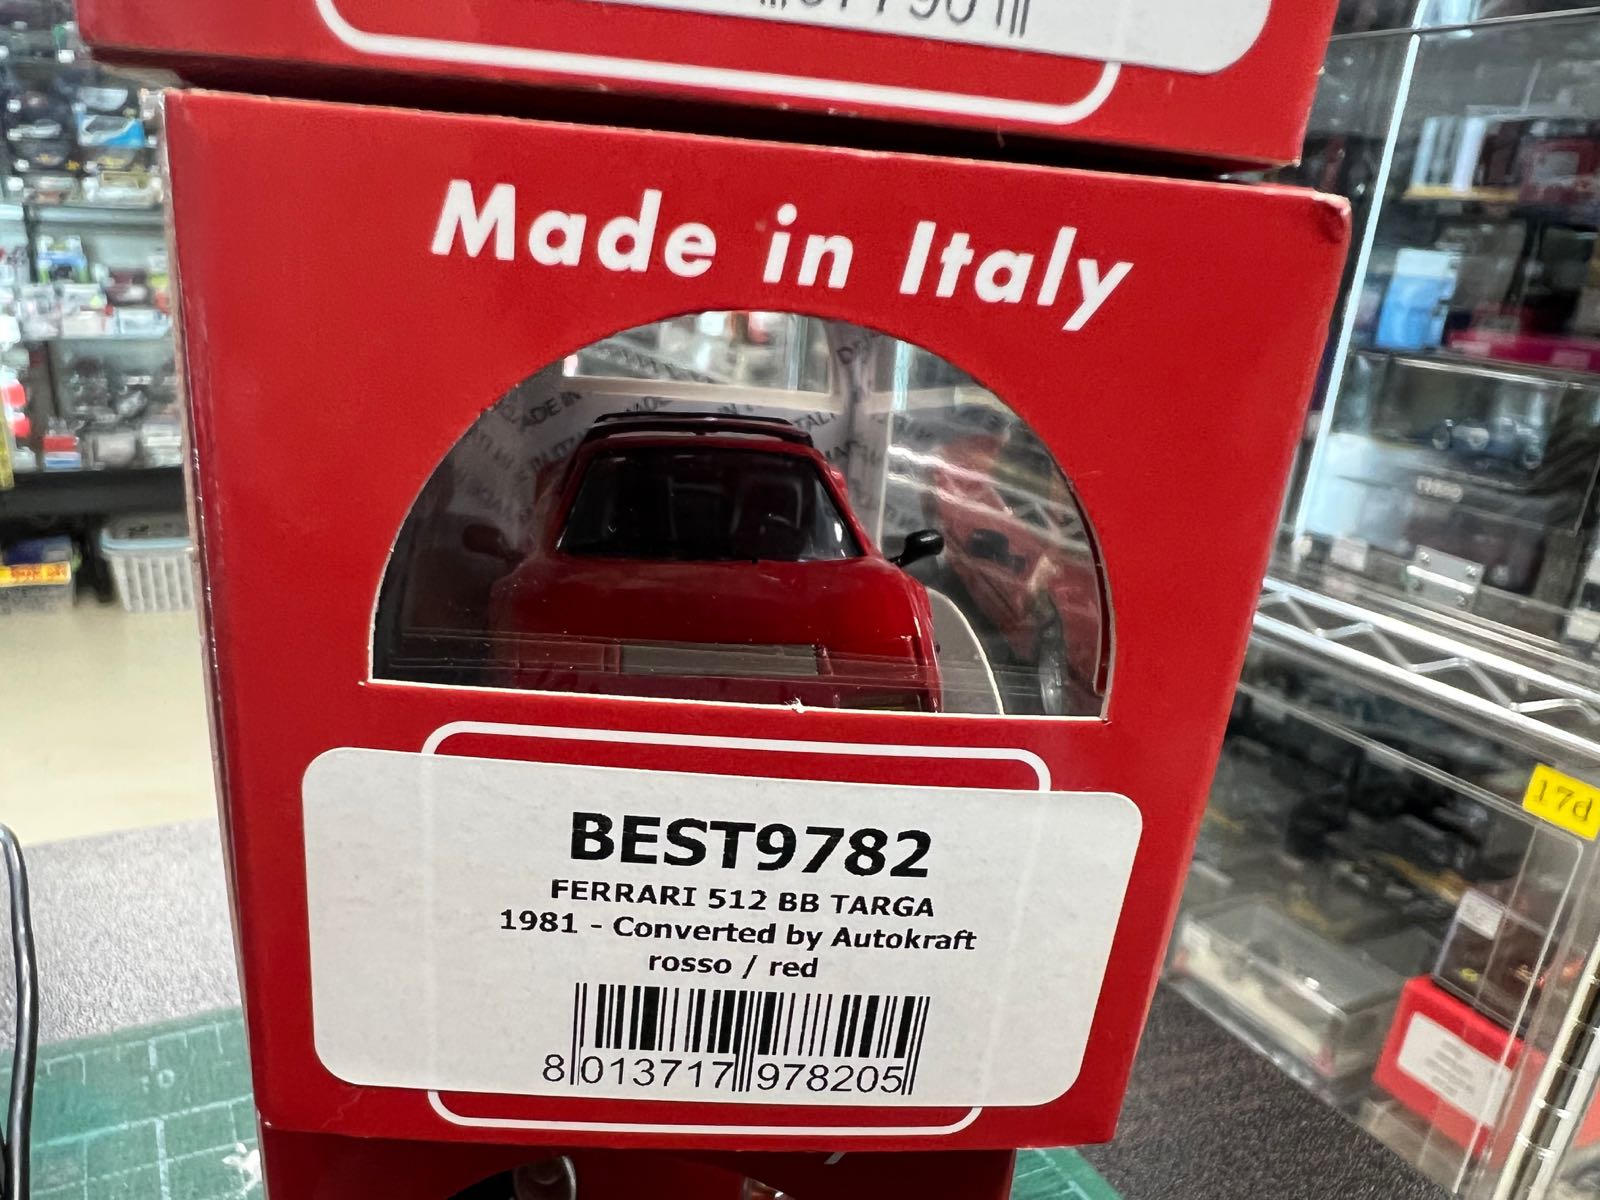 Made in Italy
BEST9782
FERRARI 512 BB TARGA
1981 - Converted by Autokraft
rosso / red
8 013717 978205
17d